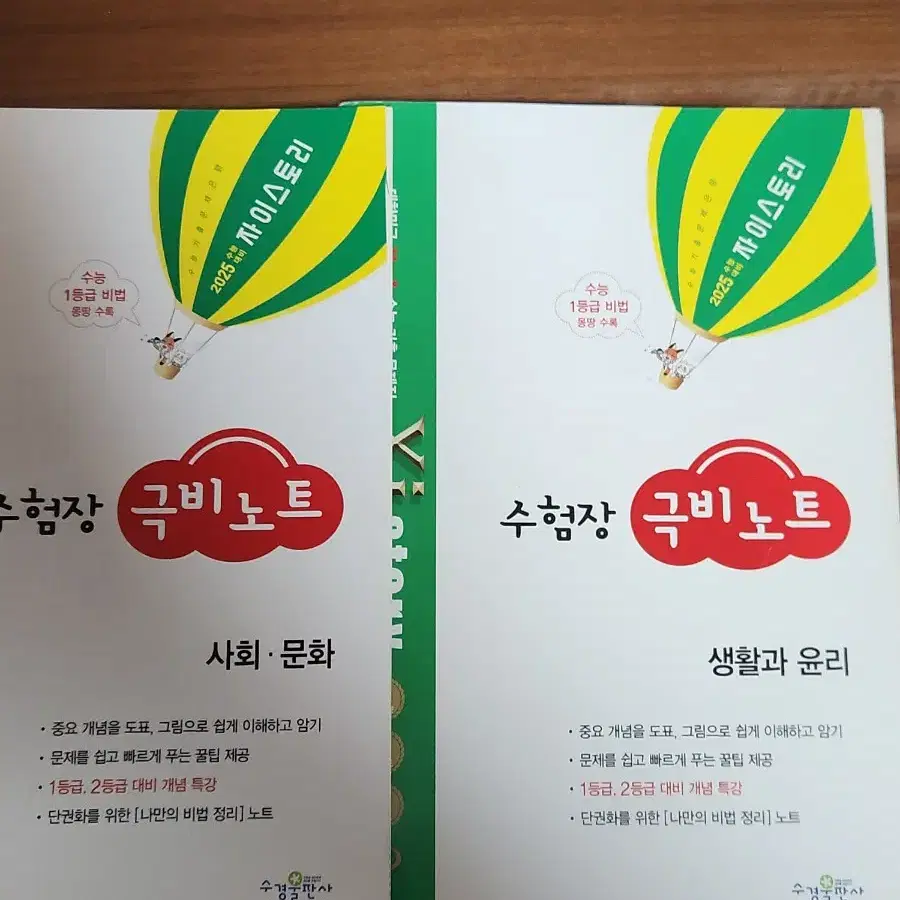 수능 기출문제은행
2025 수능 대비
자이스토리
수능
1등급 비법
몽땅 수록
수험장 극비노트
사회·문화
• 중요 개념을 도표, 그림으로 쉽게 이해하고 암기
• 문제를 쉽고 빠르게 푸는 꿀팁 제공
• 1등급, 2등급 대비 개념 특강
• 단권화를 위한 [나만의 비법 정리] 노트
수경출판사
Xi story
2025 수능 대비
자이스토리
수능
1등급 비법
몽땅 수록
수험장 극비노트
생활과 윤리
• 중요 개념을 도표, 그림으로 쉽게 이해하고 암기
• 문제를 쉽고 빠르게 푸는 꿀팁 제공
• 1등급, 2등급 대비 개념 특강
• 단권화를 위한 [나만의 비법 정리] 노트
수경출판사